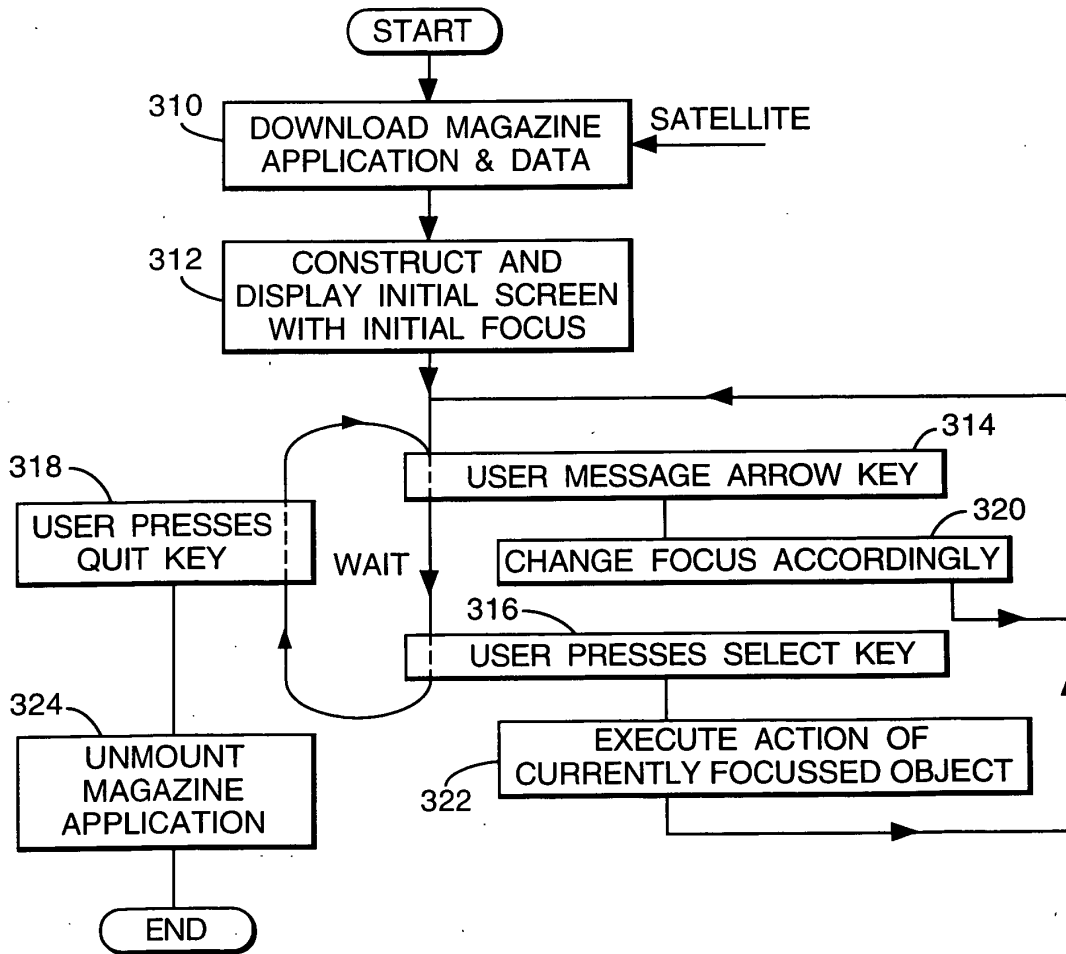 START
310
DOWNLOAD MAGAZINE
APPLICATION & DATA
SATELLITE
312
CONSTRUCT AND
DISPLAY INITIAL SCREEN
WITH INITIAL FOCUS
314
USER MESSAGE ARROW KEY
318
USER PRESSES
QUIT KEY
WAIT
320
CHANGE FOCUS ACCORDINGLY
316
USER PRESSES SELECT KEY
324
UNMOUNT
MAGAZINE
APPLICATION
322
EXECUTE ACTION OF
CURRENTLY FOCUSSED OBJECT
END